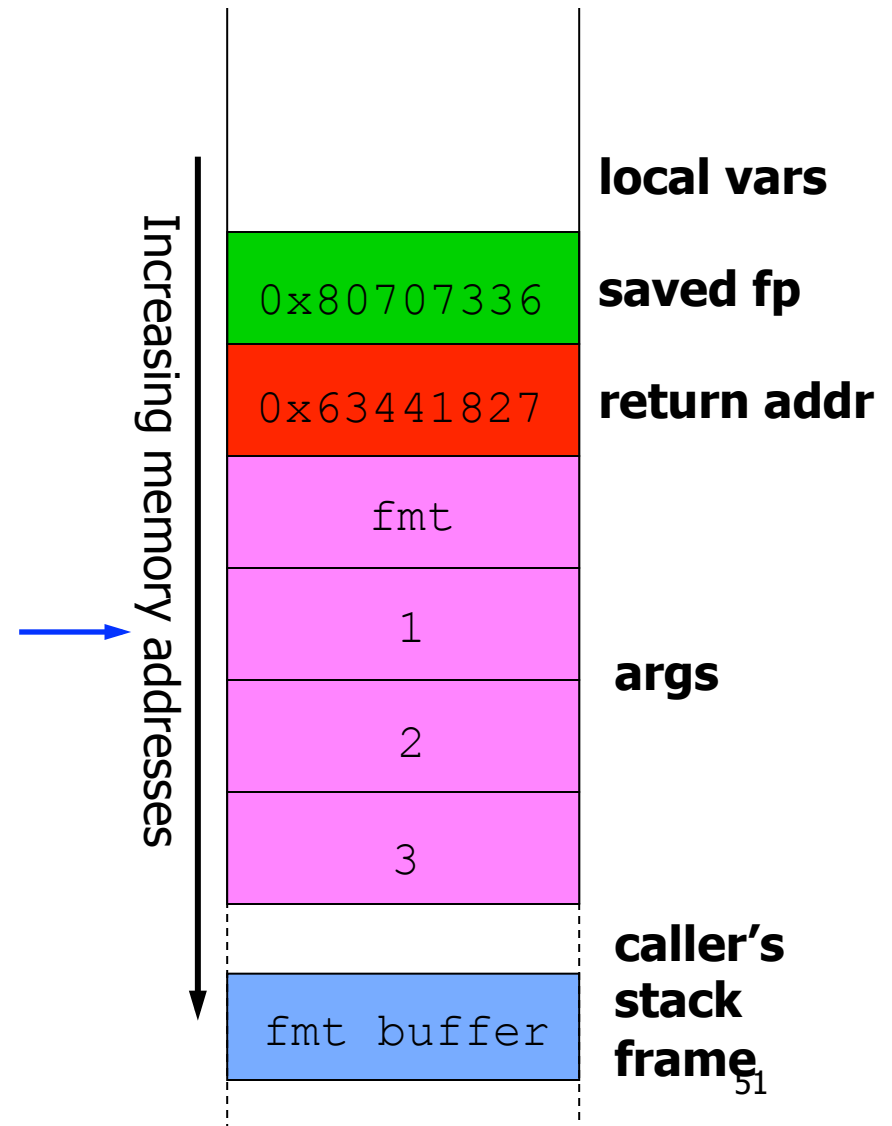 local vars
Increasing memory addresses
0x80707336
saved fp
0x63441827
return addr
fmt
1
args
2
3
caller’s
stack
frame
fmt buffer
51